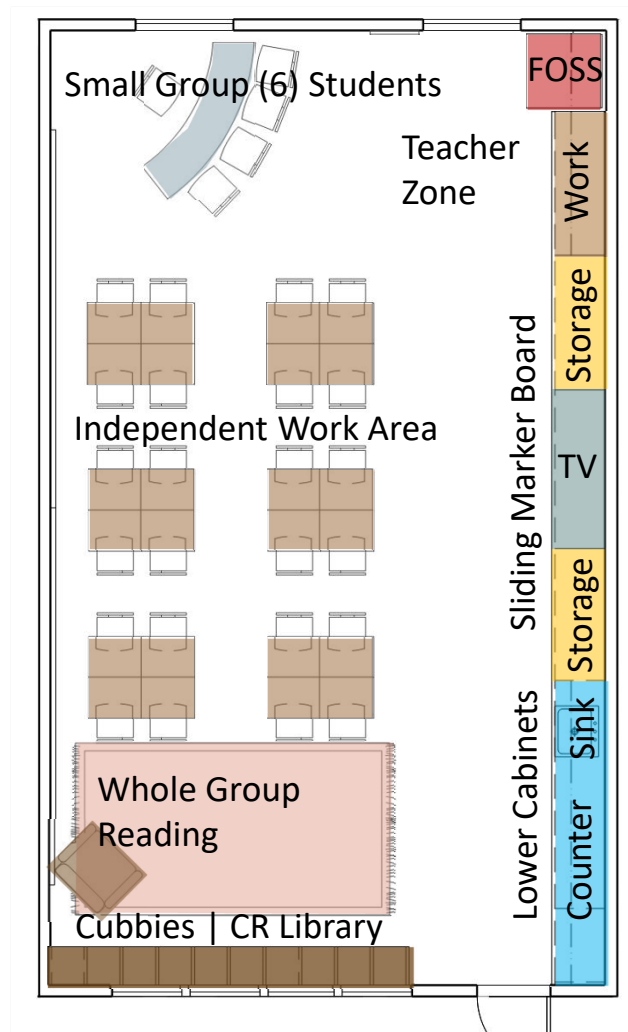 FOSS
Small Group (6) Students
Teacher
Zone
Work
Storage
Sliding Marker Board
TV
Independent Work Area
Storage
Sink
Lower Cabinets
Counter
Whole Group
Reading
Cubbies | CR Library